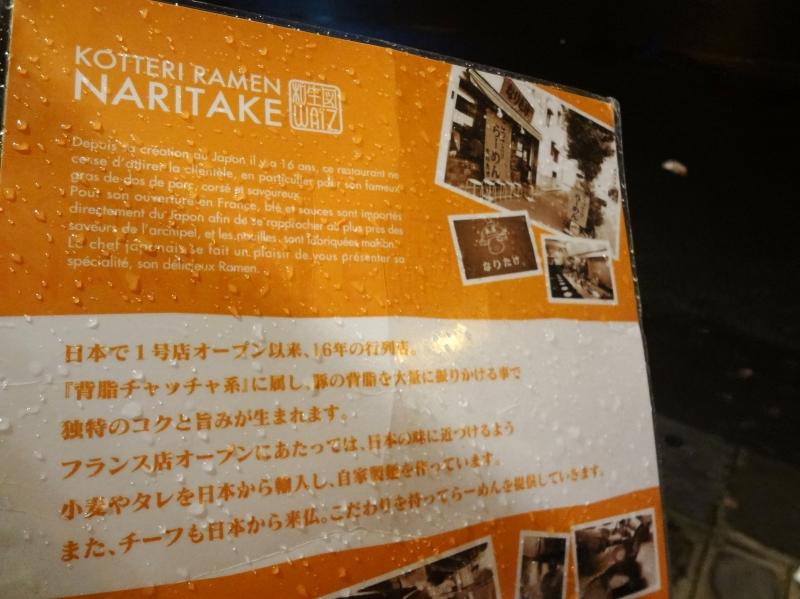 KOTTERI RAMEN
NARITAKE
和生図
WAÏZ
Depuis sa création au Japon il y a 16 ans, ce restaurant ne
cesse d'attirer la clientèle, en particulier pour son fameux
gras de dos de porc, corsé et savoureux.
Pour son ouverture en France, blé et sauces sont importés
directement du Japon afin de se rapprocher au plus près des
saveurs de l'archipel, et les nouilles sont fabriquées maison.
Le chef japonais se fait un plaisir de vous présenter sa
spécialité, son délicieux Ramen.
らーめん
なりたけ。
日本で１号店オープン以来、16年の行列店。
『背脂チャッチャ系』に属し、豚の背脂を大量に振りかける事で
独特のコクと旨みが生まれます。
フランス店オープンにあたっては、日本の味に近づけるよう
小麦やタレを日本から輸入し、自家製麺を作っています。
また、チーフも日本から来仏。こだわりを持ってらーめんを提供していきます。